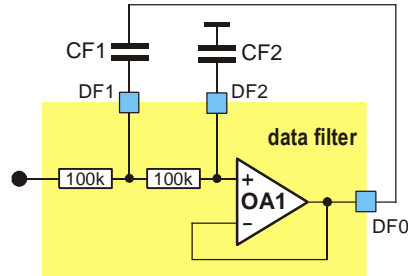 CF1
CF2
DF1
DF2
data filter
100k
100k
+
OA1
−
DF0